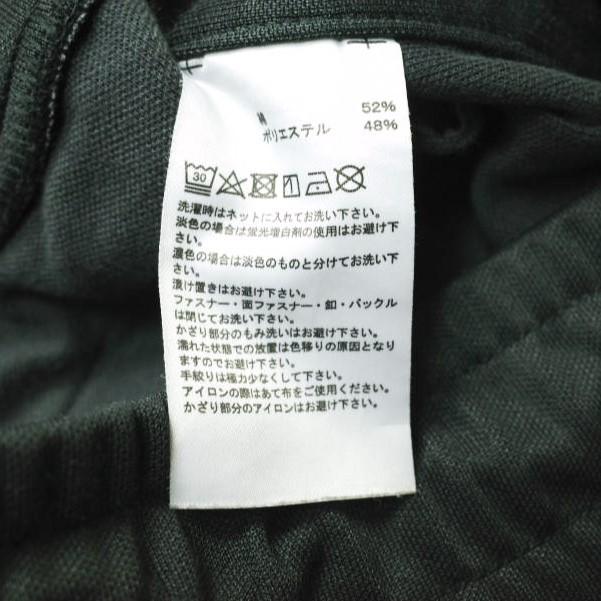 綿 52%
ポリエステル 48%
30
洗濯時はネットに入れてお洗い下さい。
淡色の場合は蛍光増白剤の使用はお避け下
さい。
濃色の場合は淡色のものと分けてお洗い下
さい。
漬け置きはお避け下さい。
ファスナー・面ファスナー・釦・バックル
は閉じてお洗い下さい。
かざり部分のもみ洗いはお避け下さい。
濡れた状態での放置は色移りの原因となり
ますのでお避け下さい。
手絞りは極力少なくして下さい。
アイロンの際はあて布をご使用ください。
かざり部分のアイロンはお避け下さい。